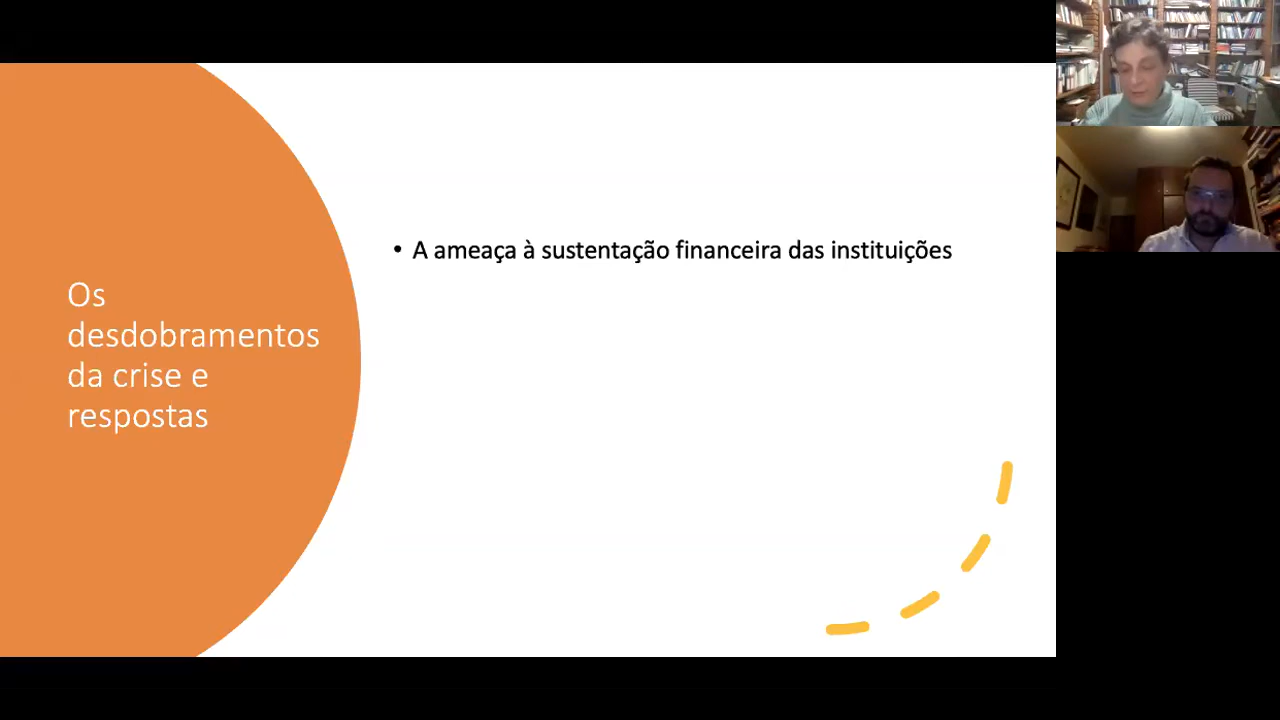 Os
desdobramentos
da crise e
respostas
• A ameaça à sustentação financeira das instituições